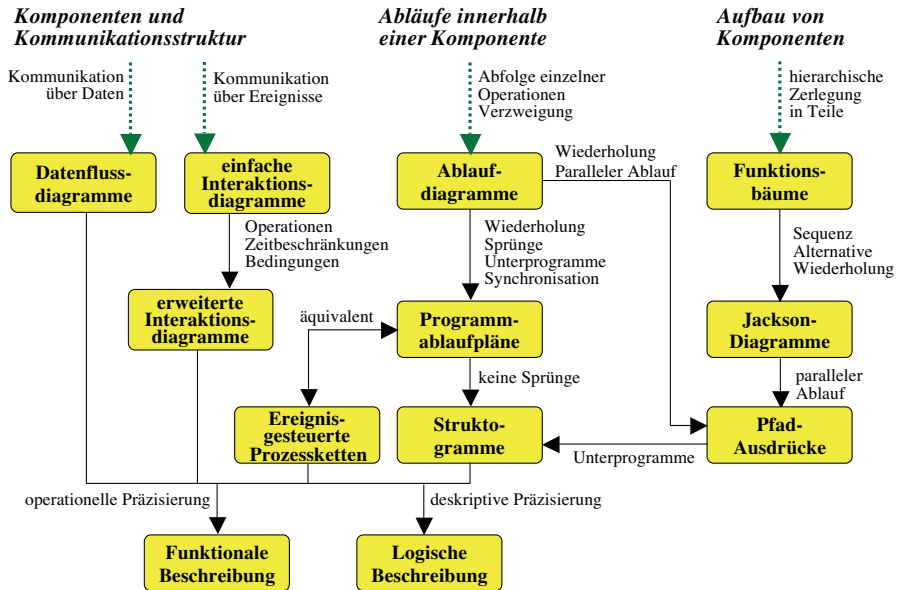 Komponenten und
Kommunikationsstruktur
Abläufe innerhalb
einer Komponente
Aufbau von
Komponenten
Kommunikation
über Daten
Kommunikation
über Ereignisse
Abfolge einzelner
Operationen
Verzweigung
hierarchische
Zerlegung
in Teile
Datenfluss-
diagramme
einfache
Interaktions-
diagramme
Ablauf-
diagramme
Wiederholung
Paralleler Ablauf
Funktions-
bäume
Operationen
Zeitbeschränkungen
Bedingungen
Wiederholung
Sprünge
Unterprogramme
Synchronisation
Sequenz
Alternative
Wiederholung
erweiterte
Interaktions-
diagramme
äquivalent
Programm-
ablaufpläne
Jackson-
Diagramme
keine Sprünge
paralleler
Ablauf
Ereignis-
gesteuerte
Prozessketten
Strukto-
gramme
Unterprogramme
Pfad-
Ausdrücke
operationelle Präzisierung
deskriptive Präzisierung
Funktionale
Beschreibung
Logische
Beschreibung